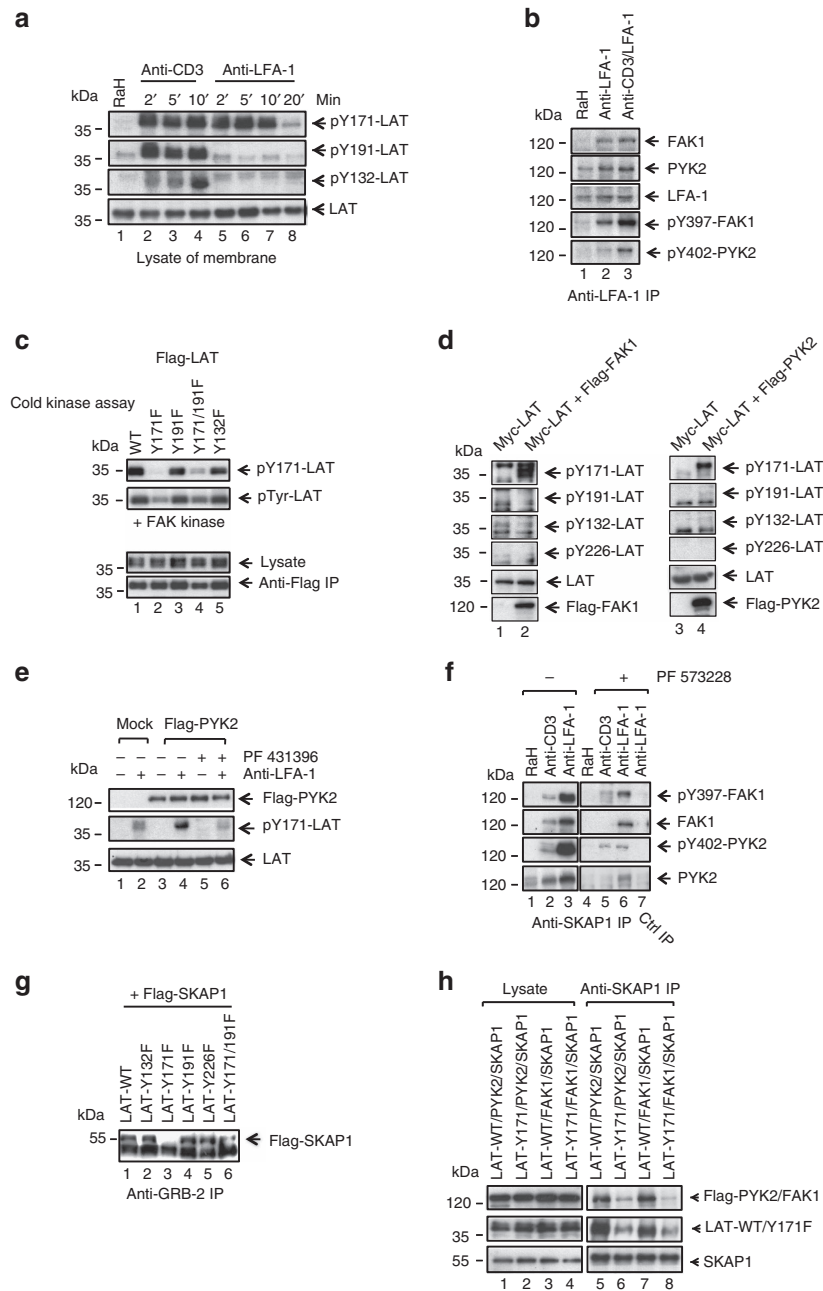 a
Anti-CD3 Anti-LFA-1
kDa RaH 2′ 5′ 10′ 2′ 5′ 10′ 20′ Min
35 pY171-LAT
35 pY191-LAT
35 pY132-LAT
35 LAT
1 2 3 4 5 6 7 8
Lysate of membrane
b
kDa RaH Anti-LFA-1 Anti-CD3/LFA-1
120 FAK1
120 PYK2
120 LFA-1
120 pY397-FAK1
120 pY402-PYK2
1 2 3
Anti-LFA-1 IP
c
Flag-LAT
Cold kinase assay
kDa WT Y171F Y191F Y171/191F Y132F
35 pY171-LAT
35 pTyr-LAT
+ FAK kinase
35 Lysate
35 Anti-Flag IP
1 2 3 4 5
d
kDa Myc-LAT Myc-LAT + Flag-FAK1
35 pY171-LAT
35 pY191-LAT
35 pY132-LAT
35 pY226-LAT
35 LAT
120 Flag-FAK1
1 2
Myc-LAT Myc-LAT + Flag-PYK2
pY171-LAT
pY191-LAT
pY132-LAT
pY226-LAT
LAT
Flag-PYK2
3 4
e
Mock Flag-PYK2
– – – – + + PF 431396
– + – + – + Anti-LFA-1
kDa
120 Flag-PYK2
35 pY171-LAT
35 LAT
1 2 3 4 5 6
f
– + PF 573228
kDa RaH Anti-CD3 Anti-LFA-1 RaH Anti-CD3 Anti-LFA-1 Anti-LFA-1
120 pY397-FAK1
120 FAK1
120 pY402-PYK2
120 PYK2
1 2 3 4 5 6 7
Anti-SKAP1 IP Ctrl IP
g
+ Flag-SKAP1
kDa LAT-WT LAT-Y132F LAT-Y171F LAT-Y191F LAT-Y226F LAT-Y171/191F
55 Flag-SKAP1
1 2 3 4 5 6
Anti-GRB-2 IP
h
Lysate Anti-SKAP1 IP
kDa LAT-WT/PYK2/SKAP1 LAT-Y171/PYK2/SKAP1 LAT-WT/FAK1/SKAP1 LAT-Y171/FAK1/SKAP1 LAT-WT/PYK2/SKAP1 LAT-Y171/PYK2/SKAP1 LAT-WT/FAK1/SKAP1 LAT-Y171/FAK1/SKAP1
120 Flag-PYK2/FAK1
35 LAT-WT/Y171F
55 SKAP1
1 2 3 4 5 6 7 8